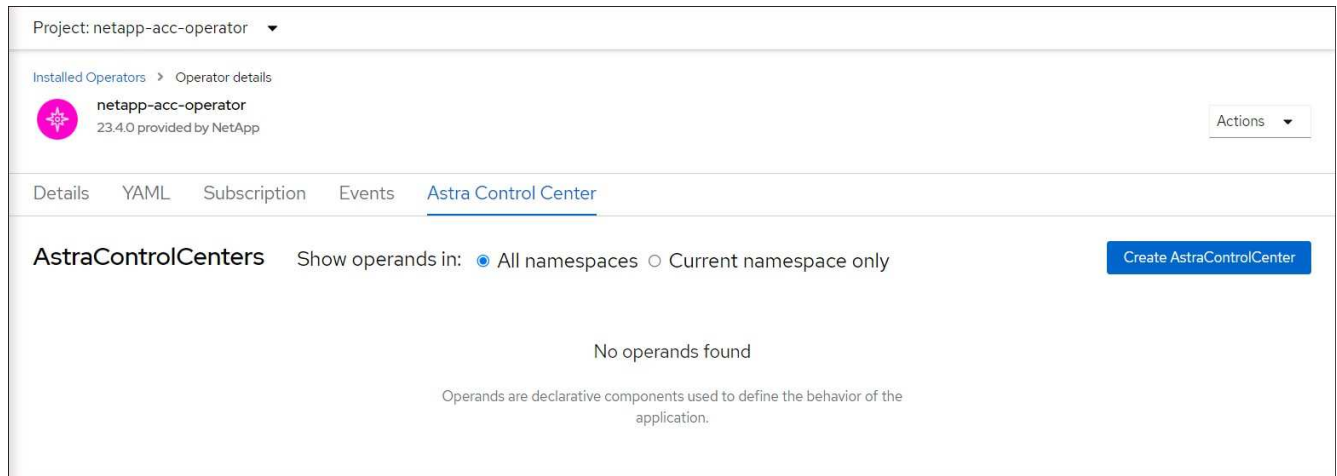 Project: netapp-acc-operator
Installed Operators > Operator details
netapp-acc-operator
23.4.0 provided by NetApp
Actions
Details YAML Subscription Events Astra Control Center
AstraControlCenters Show operands in: All namespaces Current namespace only Create AstraControlCenter
No operands found
Operands are declarative components used to define the behavior of the
application.